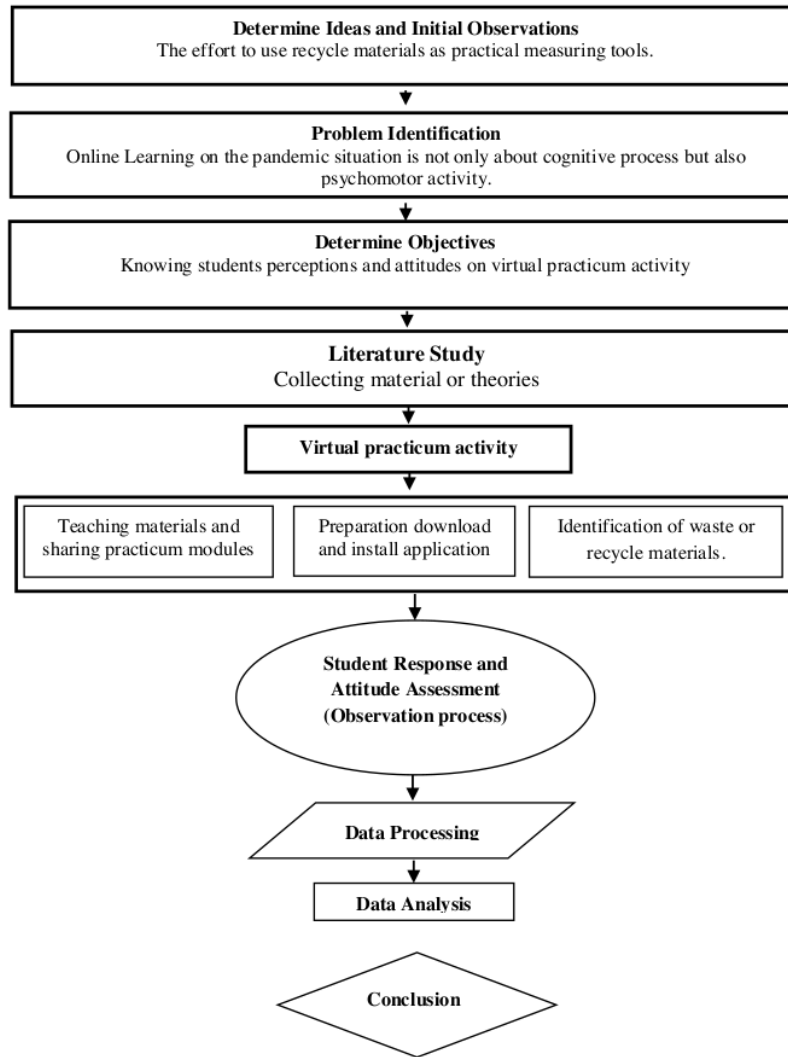 Determine Ideas and Initial Observations
The effort to use recycle materials as practical measuring tools.
Problem Identification
Online Learning on the pandemic situation is not only about cognitive process but also
psychomotor activity.
Determine Objectives
Knowing students perceptions and attitudes on virtual practicum activity
Literature Study
Collecting material or theories
Virtual practicum activity
Teaching materials and
sharing practicum modules
Preparation download
and install application
Identification of waste or
recycle materials.
Student Response and
Attitude Assessment
(Observation process)
Data Processing
Data Analysis
Conclusion